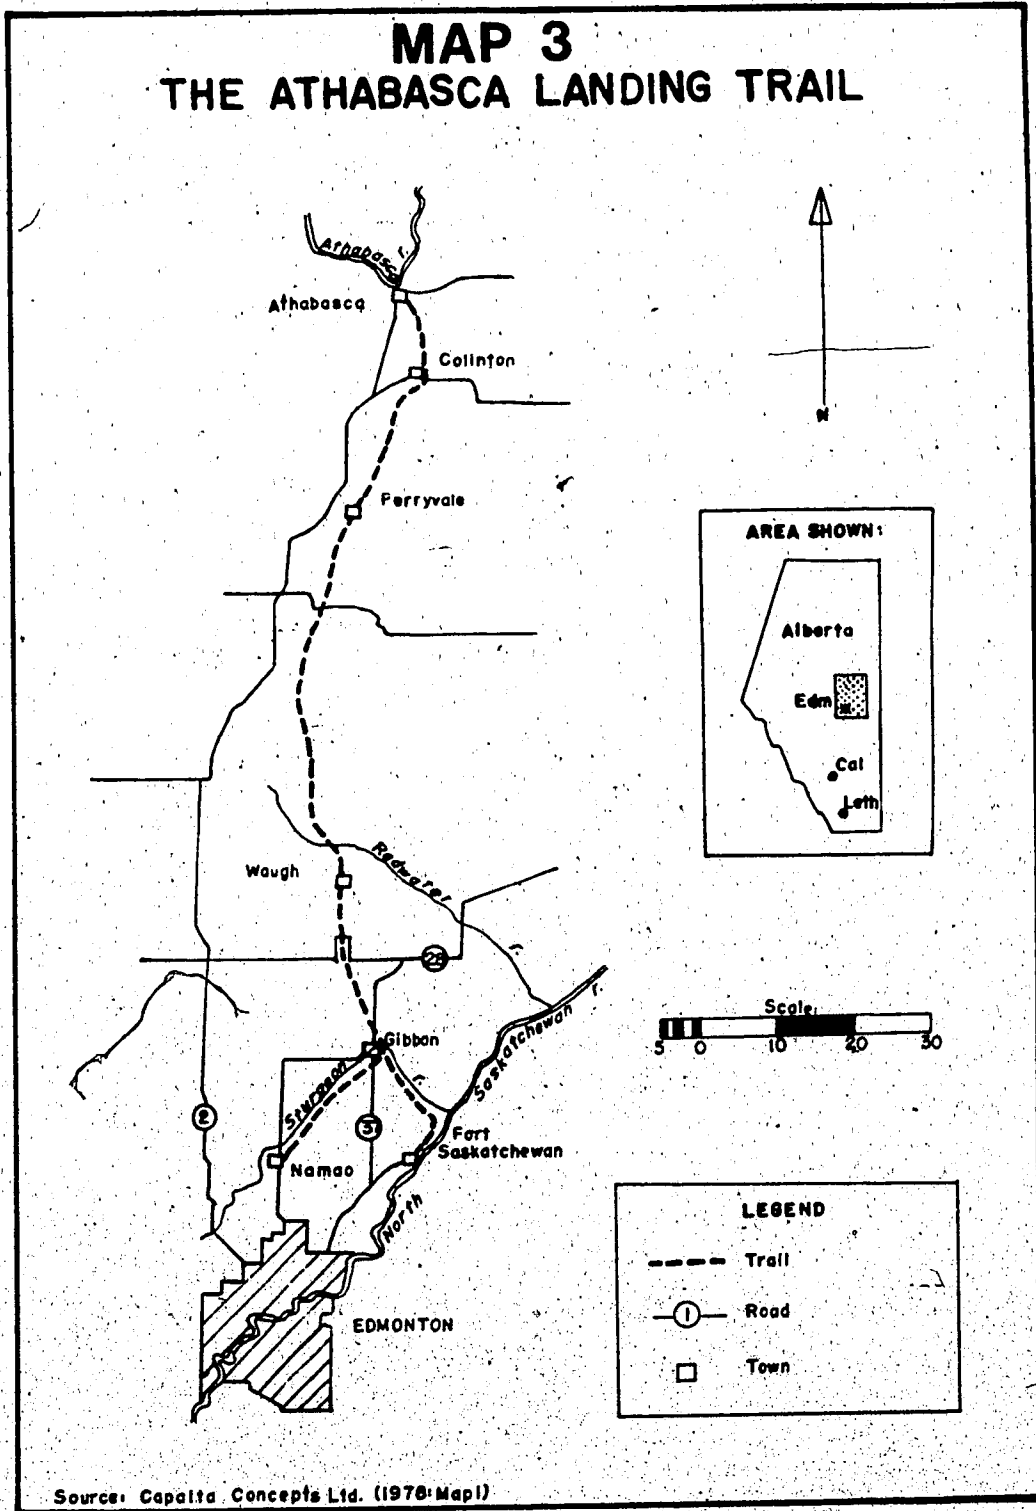 MAP 3
THE ATHABASCA LANDING TRAIL
Athabasca r.
Athabasca
Colinton
N
Perryvale
AREA SHOWN:
Alberta
Edm
Cal
Leth
Waugh
Redwater r.
28
Scale:
5 0 10 20 30
Gibbon
Sturgeon r.
North Saskatchewan r.
2
37
Fort
Saskatchewan
Namao
EDMONTON
LEGEND
Trail
1 Road
Town
Source: Capalta Concepts Ltd. (1978:Map1)